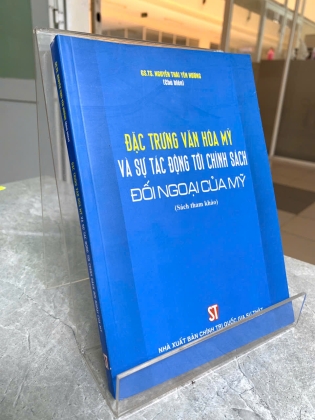 GS.TS. NGUYỄN THÁI YÊN HƯƠNG
(Chủ biên)
ĐẶC TRƯNG VĂN HÓA MỸ
VÀ SỰ TÁC ĐỘNG TỚI CHÍNH SÁCH
ĐỐI NGOẠI CỦA MỸ
(Sách tham khảo)
ST
NHÀ XUẤT BẢN CHÍNH TRỊ QUỐC GIA SỰ THẬT